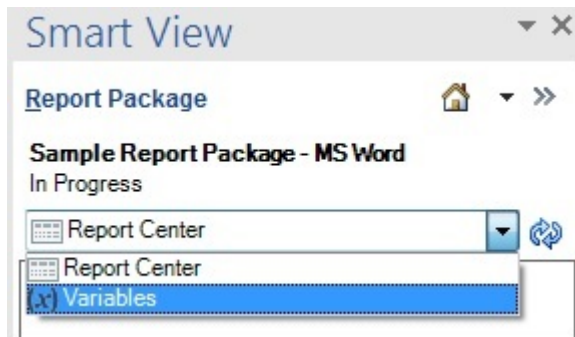 Smart View
Report Package
Sample Report Package - MS Word
In Progress
Report Center
Report Center
(x) Variables